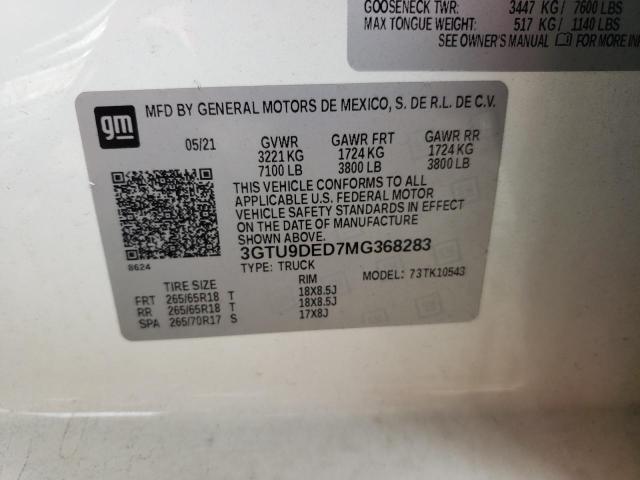 GOOSENECK TWR: 3447 KG / 7600 LBS
MAX TONGUE WEIGHT: 517 KG / 1140 LBS
SEE OWNER'S MANUAL FOR MORE
gm
MFD BY GENERAL MOTORS DE MEXICO, S. DE R.L. DE C.V.
05/21 GVWR GAWR FRT GAWR RR
3221 KG 1724 KG 1724 KG
7100 LB 3800 LB 3800 LB
THIS VEHICLE CONFORMS TO ALL
APPLICABLE U.S. FEDERAL MOTOR
VEHICLE SAFETY STANDARDS IN EFFECT
ON THE DATE OF MANUFACTURE
SHOWN ABOVE.
3GTU9DED7MG368283
8624
TYPE: TRUCK MODEL: 73TK10543
TIRE SIZE RIM
FRT 265/65R18 T 18X8.5J
RR 265/65R18 T 18X8.5J
SPA 265/70R17 S 17X8J